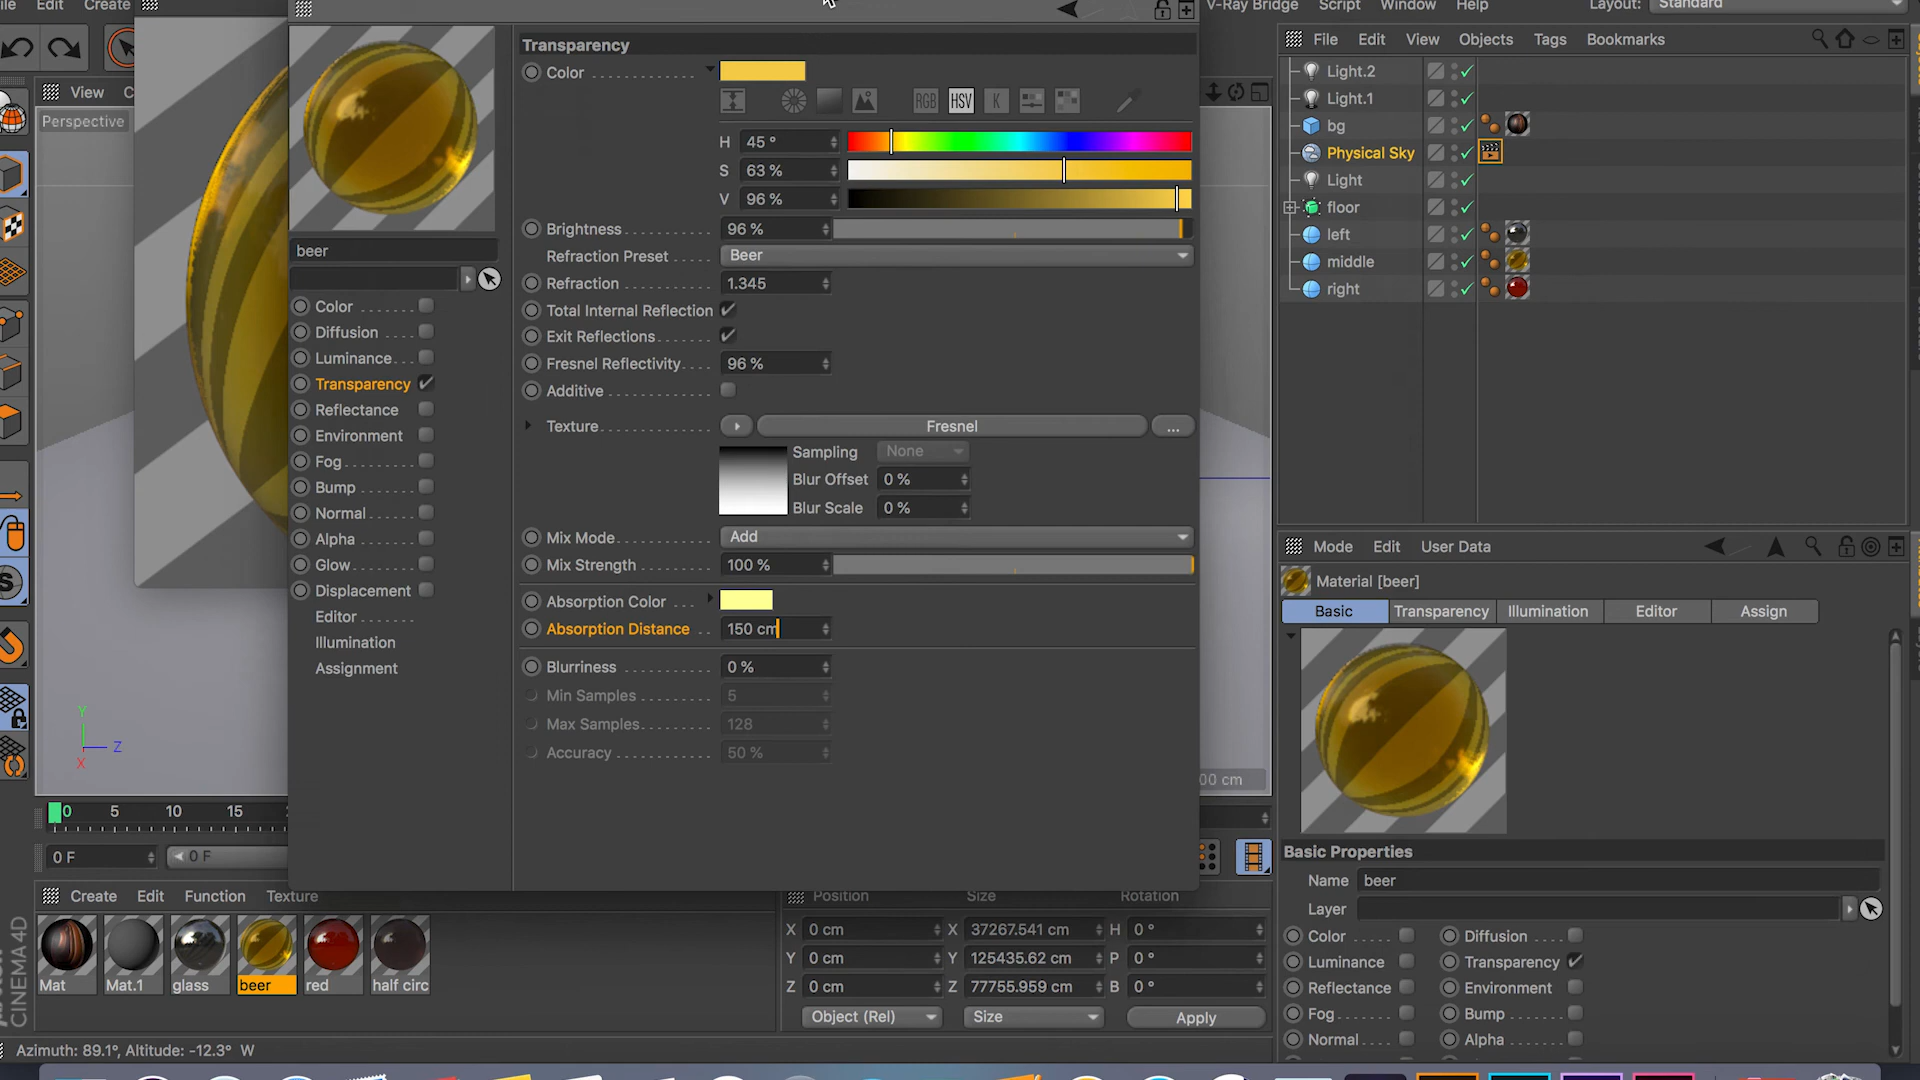 ile Edit Create
V-Ray Bridge Script Window Help Layout: Standard
View C
Perspective
Transparency
Color
RGB HSV K
H 45 °
S 63 %
V 96 %
Brightness 96 %
Refraction Preset Beer
Refraction 1.345
Total Internal Reflection
Exit Reflections
Fresnel Reflectivity 96 %
Additive
Texture Fresnel ...
Sampling None
Blur Offset 0 %
Blur Scale 0 %
Mix Mode Add
Mix Strength 100 %
Absorption Color
Absorption Distance 150 cm
Blurriness 0 %
Min Samples 5
Max Samples 128
Accuracy 50 %
beer
Color
Diffusion
Luminance
Transparency
Reflectance
Environment
Fog
Bump
Normal
Alpha
Glow
Displacement
Editor
Illumination
Assignment
Y
Z
X
00 cm
0 5 10 15
0 F 0 F
File Edit View Objects Tags Bookmarks
Light.2
Light.1
bg
Physical Sky
Light
floor
left
middle
right
Mode Edit User Data
Material [beer]
Basic Transparency Illumination Editor Assign
Basic Properties
Name beer
Layer
Color Diffusion
Luminance Transparency
Reflectance Environment
Fog Bump
Normal Alpha
Create Edit Function Texture
Mat Mat.1 glass beer red half circ
CINEMA4D
Position Size Rotation
X 0 cm X 37267.541 cm H 0 °
Y 0 cm Y 125435.62 cm P 0 °
Z 0 cm Z 77755.959 cm B 0 °
Object (Rel) Size Apply
Azimuth: 89.1°, Altitude: -12.3° W